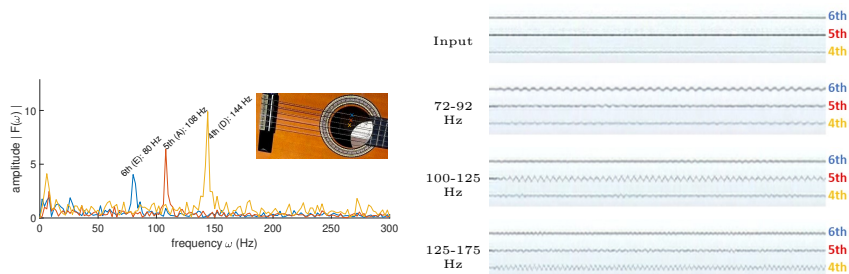 amplitude | F(ω) |
10
5
0
0
50
100
150
200
250
300
frequency ω (Hz)
6th (E): 80 Hz
5th (A): 108 Hz
4th (D): 144 Hz
Input
6th
5th
4th
72-92
Hz
6th
5th
4th
100-125
Hz
6th
5th
4th
125-175
Hz
6th
5th
4th